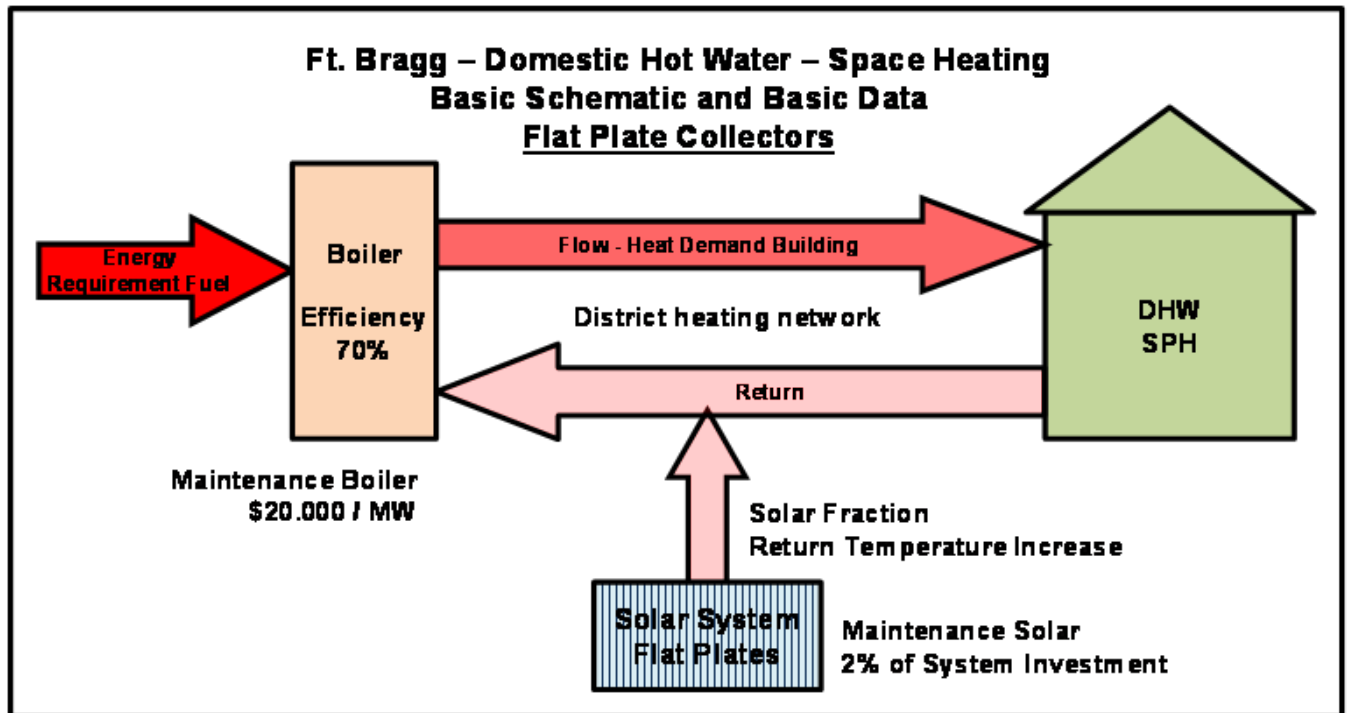 Ft. Bragg – Domestic Hot Water – Space Heating
Basic Schematic and Basic Data
Flat Plate Collectors
Energy
Requirement Fuel
Boiler
Efficiency
70%
Flow - Heat Demand Building
District heating network
Return
DHW
SPH
Maintenance Boiler
$20.000 / MW
Solar Fraction
Return Temperature Increase
Solar System
Flat Plates
Maintenance Solar
2% of System Investment